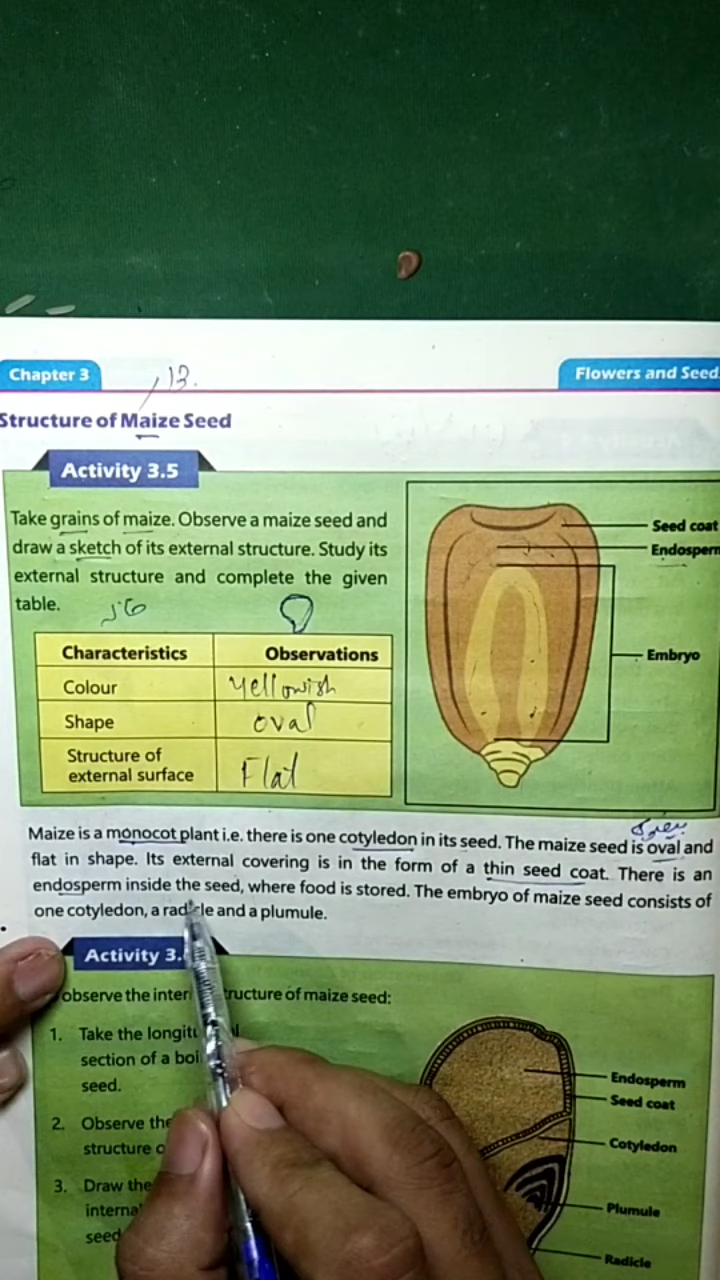 Chapter 3
13.
Flowers and Seed
Structure of Maize Seed
Activity 3.5
Take grains of maize. Observe a maize seed and
draw a sketch of its external structure. Study its
external structure and complete the given
table.
Characteristics Observations
Colour Yellowish
Shape Oval
Structure of
external surface Flat
Seed coat
Endosperm
Embryo
بیضوی
Maize is a monocot plant i.e. there is one cotyledon in its seed. The maize seed is oval and
flat in shape. Its external covering is in the form of a thin seed coat. There is an
endosperm inside the seed, where food is stored. The embryo of maize seed consists of
one cotyledon, a radicle and a plumule.
Activity 3.
observe the inter structure of maize seed:
1. Take the longitu
section of a boi
seed.
2. Observe the
structure o
3. Draw the
interna
seed
Endosperm
Seed coat
Cotyledon
Plumule
Radicle